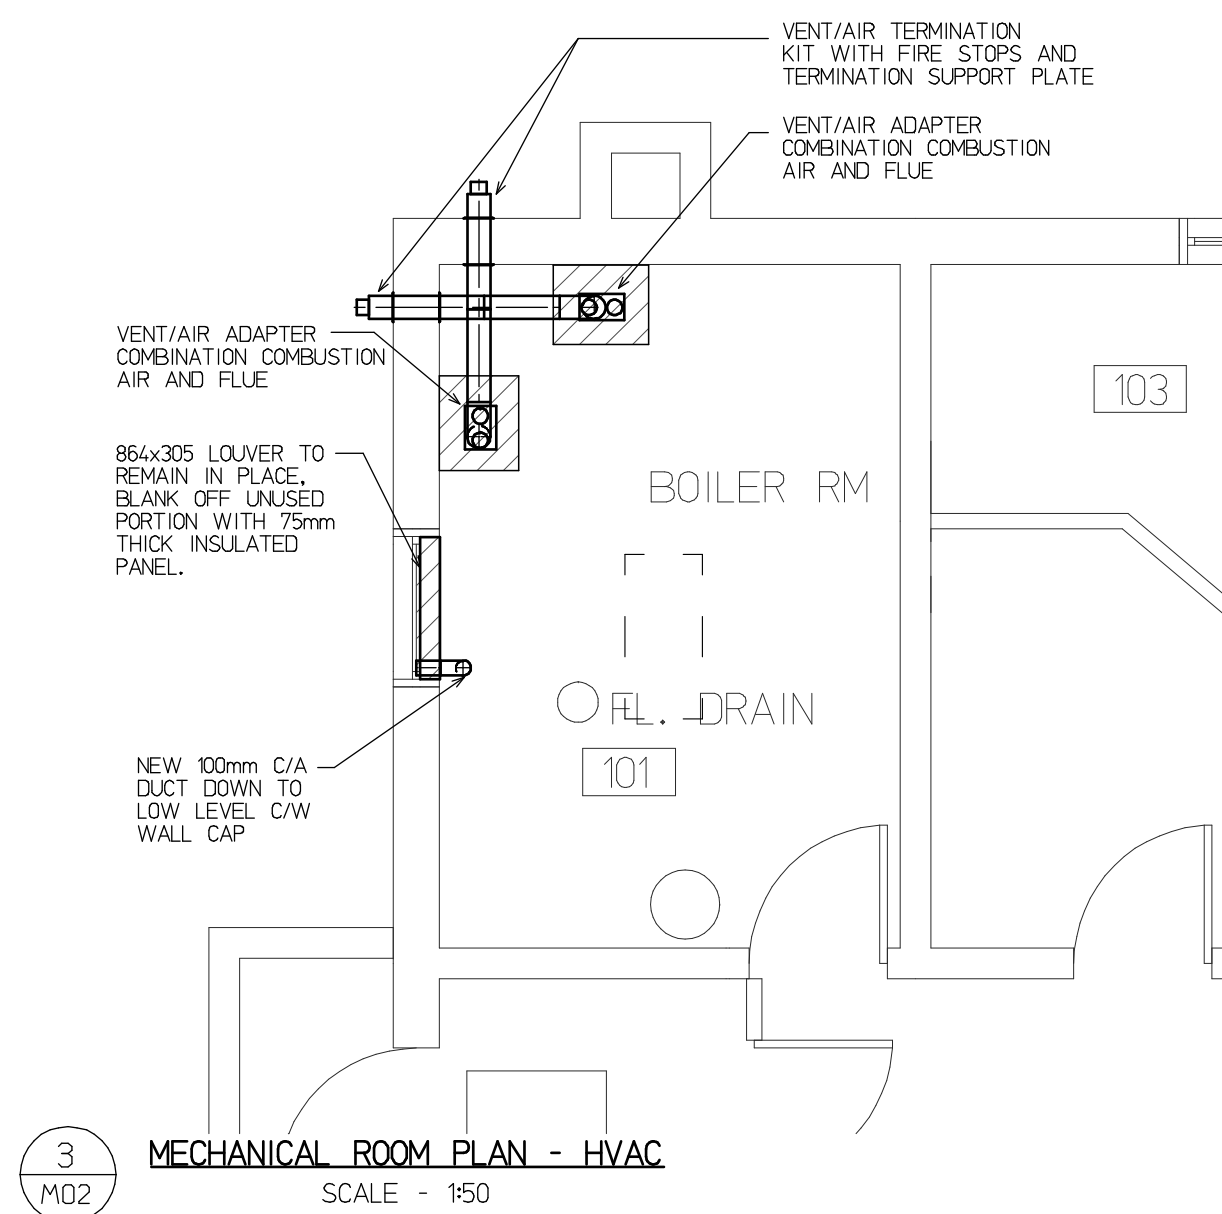 VENT/AIR TERMINATION
KIT WITH FIRE STOPS AND
TERMINATION SUPPORT PLATE
VENT/AIR ADAPTER
COMBINATION COMBUSTION
AIR AND FLUE
VENT/AIR ADAPTER
COMBINATION COMBUSTION
AIR AND FLUE
103
864x305 LOUVER TO
REMAIN IN PLACE,
BLANK OFF UNUSED
PORTION WITH 75mm
THICK INSULATED
PANEL.
BOILER RM
FL. DRAIN
101
NEW 100mm C/A
DUCT DOWN TO
LOW LEVEL C/W
WALL CAP
3
M02
MECHANICAL ROOM PLAN - HVAC
SCALE - 1:50